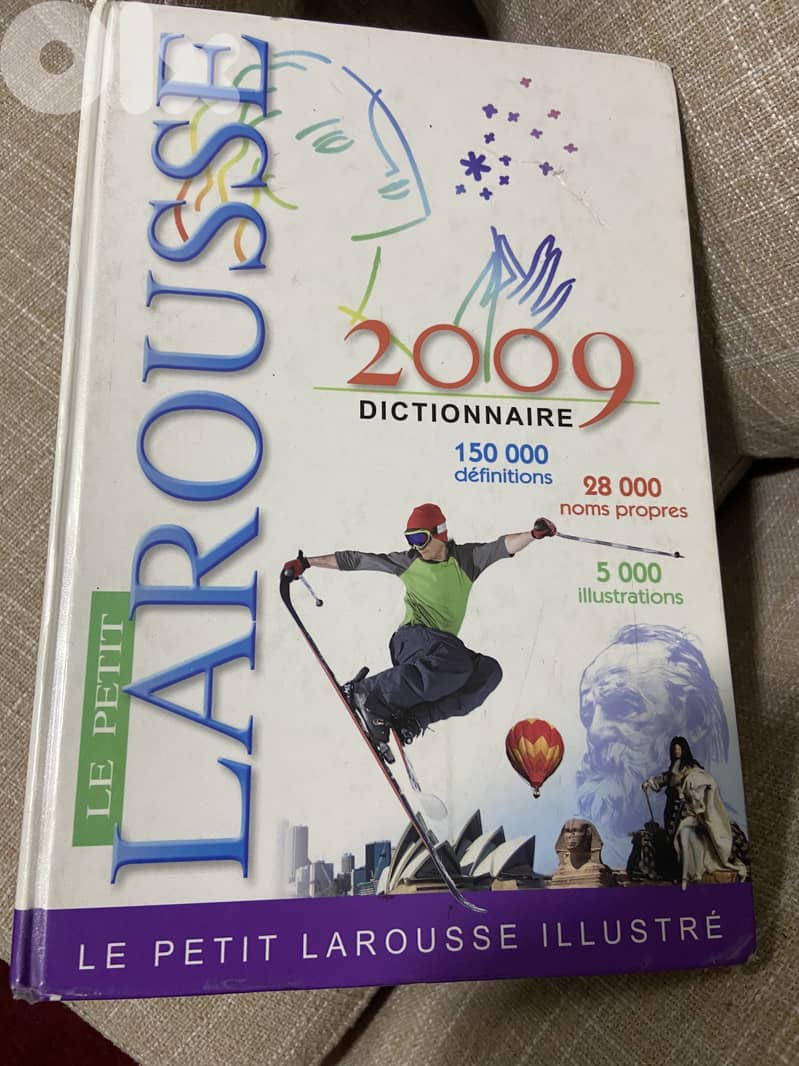 olx
LE PETIT
LAROUSSE
2009
DICTIONNAIRE
150 000
définitions
28 000
noms propres
5 000
illustrations
LE PETIT LAROUSSE ILLUSTRÉ